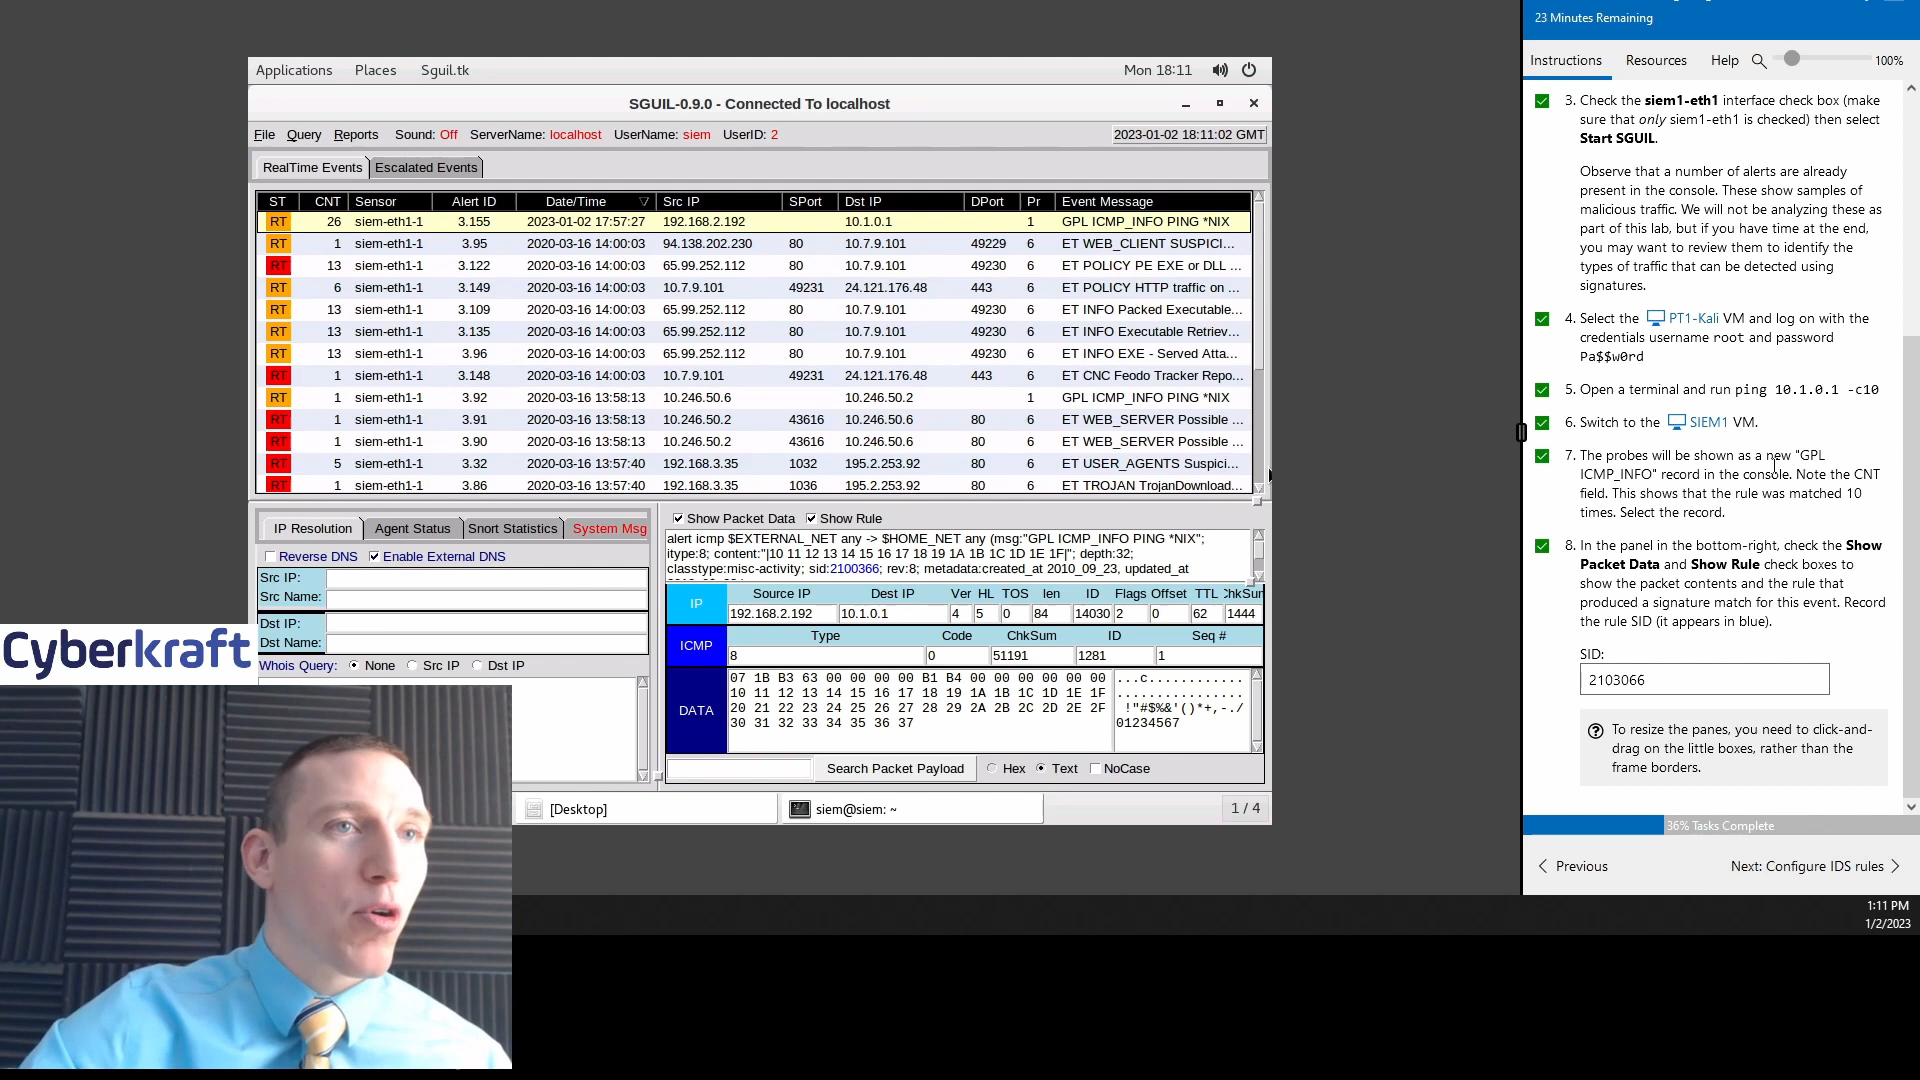 Applications Places Sguil.tk Mon 18:11
SGUIL-0.9.0 - Connected To localhost
File Query Reports Sound: Off ServerName: localhost UserName: siem UserID: 2 2023-01-02 18:11:02 GMT
RealTime Events Escalated Events
ST CNT Sensor Alert ID Date/Time Src IP SPort Dst IP DPort Pr Event Message
RT 26 siem-eth1-1 3.155 2023-01-02 17:57:27 192.168.2.192 10.1.0.1 1 GPL ICMP_INFO PING *NIX
RT 1 siem-eth1-1 3.95 2020-03-16 14:00:03 94.138.202.230 80 10.7.9.101 49229 6 ET WEB_CLIENT SUSPICI...
RT 13 siem-eth1-1 3.122 2020-03-16 14:00:03 65.99.252.112 80 10.7.9.101 49230 6 ET POLICY PE EXE or DLL ...
RT 6 siem-eth1-1 3.149 2020-03-16 14:00:03 10.7.9.101 49231 24.121.176.48 443 6 ET POLICY HTTP traffic on ...
RT 13 siem-eth1-1 3.109 2020-03-16 14:00:03 65.99.252.112 80 10.7.9.101 49230 6 ET INFO Packed Executable...
RT 13 siem-eth1-1 3.135 2020-03-16 14:00:03 65.99.252.112 80 10.7.9.101 49230 6 ET INFO Executable Retriev...
RT 13 siem-eth1-1 3.96 2020-03-16 14:00:03 65.99.252.112 80 10.7.9.101 49230 6 ET INFO EXE - Served Atta...
RT 1 siem-eth1-1 3.148 2020-03-16 14:00:03 10.7.9.101 49231 24.121.176.48 443 6 ET CNC Feodo Tracker Repo...
RT 1 siem-eth1-1 3.92 2020-03-16 13:58:13 10.246.50.6 10.246.50.2 1 GPL ICMP_INFO PING *NIX
RT 1 siem-eth1-1 3.91 2020-03-16 13:58:13 10.246.50.2 43616 10.246.50.6 80 6 ET WEB_SERVER Possible ...
RT 1 siem-eth1-1 3.90 2020-03-16 13:58:13 10.246.50.2 43616 10.246.50.6 80 6 ET WEB_SERVER Possible ...
RT 5 siem-eth1-1 3.32 2020-03-16 13:57:40 192.168.3.35 1032 195.2.253.92 80 6 ET USER_AGENTS Suspici...
RT 1 siem-eth1-1 3.86 2020-03-16 13:57:40 192.168.3.35 1036 195.2.253.92 80 6 ET TROJAN TrojanDownload...
IP Resolution Agent Status Snort Statistics System Msg
Reverse DNS Enable External DNS
Src IP:
Src Name:
Dst IP:
Dst Name:
Whois Query: None Src IP Dst IP
Show Packet Data Show Rule
alert icmp $EXTERNAL_NET any -> $HOME_NET any (msg:"GPL ICMP_INFO PING *NIX";
itype:8; content:"|10 11 12 13 14 15 16 17 18 19 1A 1B 1C 1D 1E 1F|"; depth:32;
classtype:misc-activity; sid:2100366; rev:8; metadata:created_at 2010_09_23, updated_at
IP Source IP Dest IP Ver HL TOS len ID Flags Offset TTL ChkSum
192.168.2.192 10.1.0.1 4 5 0 84 14030 2 0 62 1444
ICMP Type Code ChkSum ID Seq #
8 0 51191 1281 1
DATA
07 1B B3 63 00 00 00 00 B1 B4 00 00 00 00 00 00 ...c............
10 11 12 13 14 15 16 17 18 19 1A 1B 1C 1D 1E 1F ................
20 21 22 23 24 25 26 27 28 29 2A 2B 2C 2D 2E 2F !"#$%&'()*+,-./
30 31 32 33 34 35 36 37 01234567
Search Packet Payload Hex Text NoCase
[Desktop] siem@siem: ~ 1 / 4
Cyberkraft
23 Minutes Remaining
Instructions Resources Help 100%
3. Check the siem1-eth1 interface check box (make
sure that only siem1-eth1 is checked) then select
Start SGUIL.
Observe that a number of alerts are already
present in the console. These show samples of
malicious traffic. We will not be analyzing these as
part of this lab, but if you have time at the end,
you may want to review them to identify the
types of traffic that can be detected using
signatures.
4. Select the PT1-Kali VM and log on with the
credentials username root and password
Pa$$w0rd
5. Open a terminal and run ping 10.1.0.1 -c10
6. Switch to the SIEM1 VM.
7. The probes will be shown as a new "GPL
ICMP_INFO" record in the console. Note the CNT
field. This shows that the rule was matched 10
times. Select the record.
8. In the panel in the bottom-right, check the Show
Packet Data and Show Rule check boxes to
show the packet contents and the rule that
produced a signature match for this event. Record
the rule SID (it appears in blue).
SID:
2103066
To resize the panes, you need to click-and-
drag on the little boxes, rather than the
frame borders.
36% Tasks Complete
Previous Next: Configure IDS rules
1:11 PM
1/2/2023